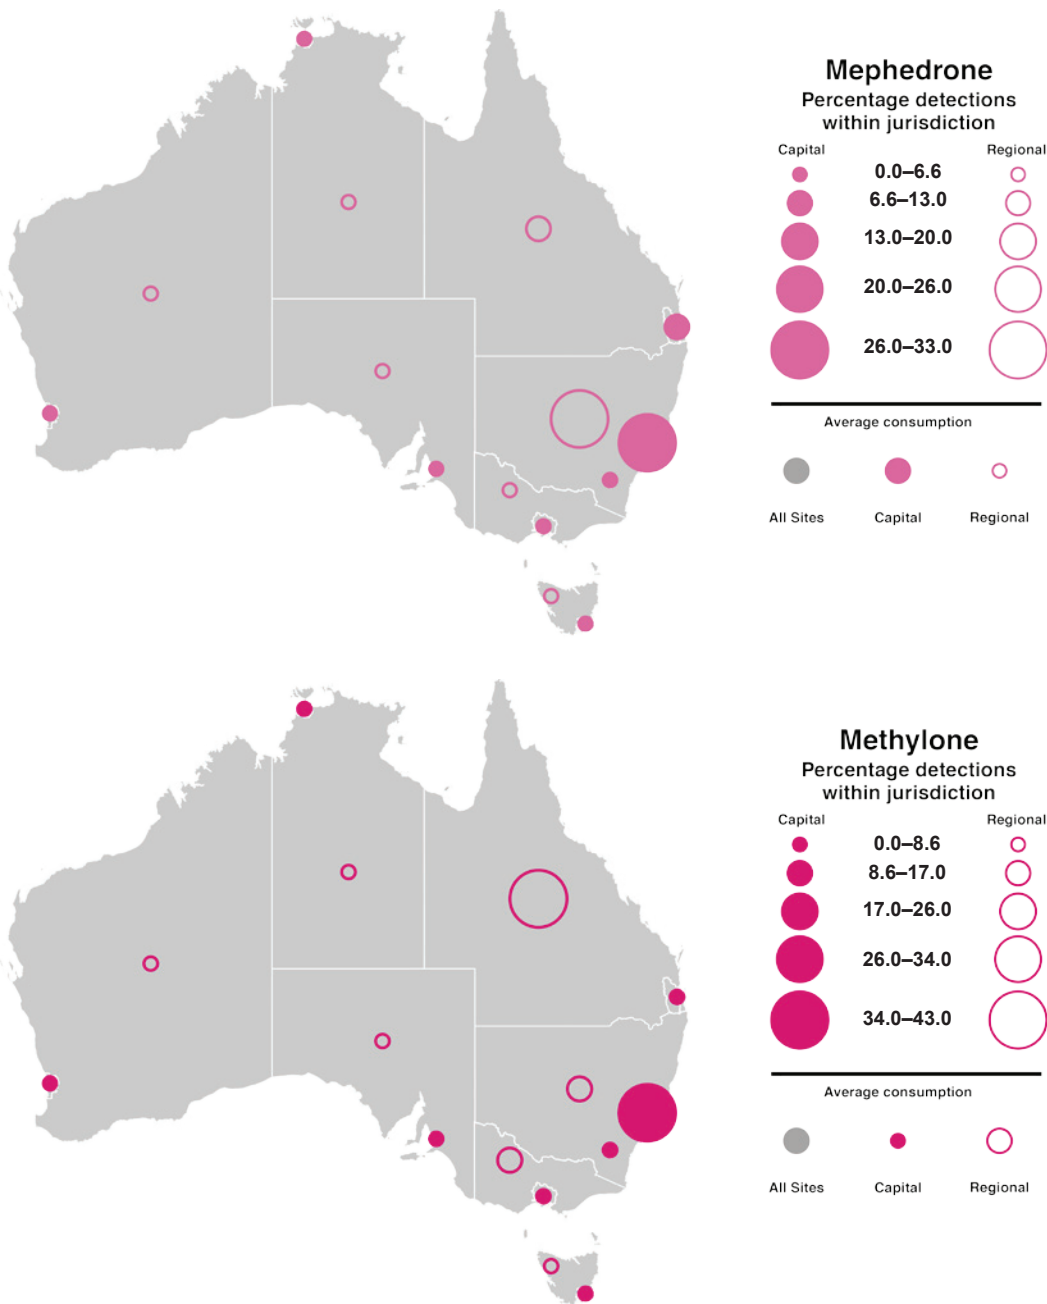 Mephedrone
Percentage detections
within jurisdiction
Capital
Regional
0.0–6.6
6.6–13.0
13.0–20.0
20.0–26.0
26.0–33.0
Average consumption
All Sites
Capital
Regional
Methylone
Percentage detections
within jurisdiction
Capital
Regional
0.0–8.6
8.6–17.0
17.0–26.0
26.0–34.0
34.0–43.0
Average consumption
All Sites
Capital
Regional